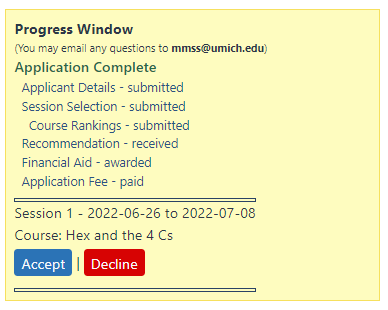 Progress Window
(You may email any questions to mmss@umich.edu)
Application Complete
Applicant Details - submitted
Session Selection - submitted
Course Rankings - submitted
Recommendation - received
Financial Aid - awarded
Application Fee - paid
Session 1 - 2022-06-26 to 2022-07-08
Course: Hex and the 4 Cs
Accept | Decline